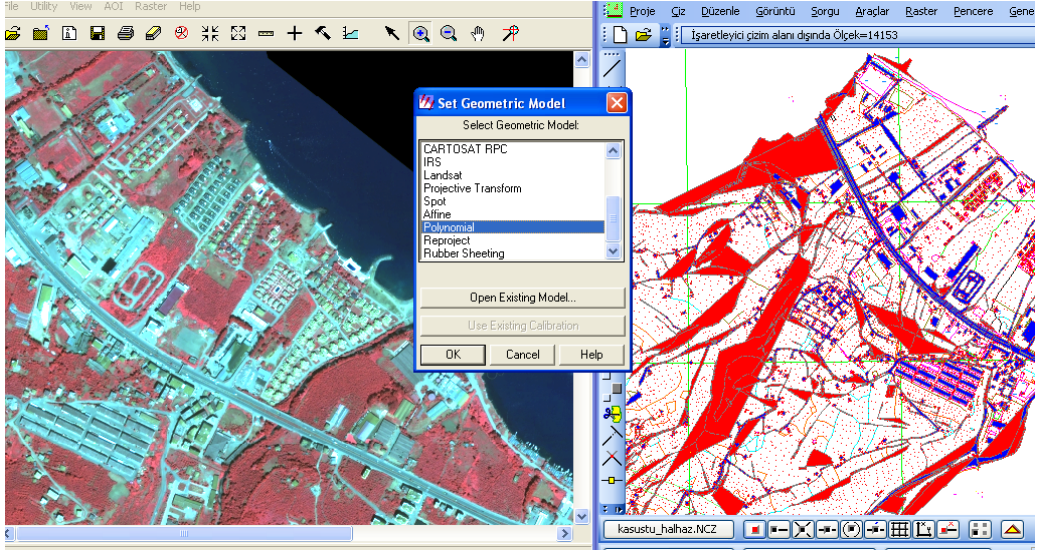 File Utility View AOI Raster Help
Proje Çiz Düzenle Görüntü Sorgu Araçlar Raster Pencere Gene
İşaretleyici çizim alanı dışında Ölçek=14153
Set Geometric Model
Select Geometric Model:
CARTOSAT RPC
IRS
Landsat
Projective Transform
Spot
Affine
Polynomial
Reproject
Rubber Sheeting
Open Existing Model...
Use Existing Calibration
OK Cancel Help
kasustu_halhaz.NCZ